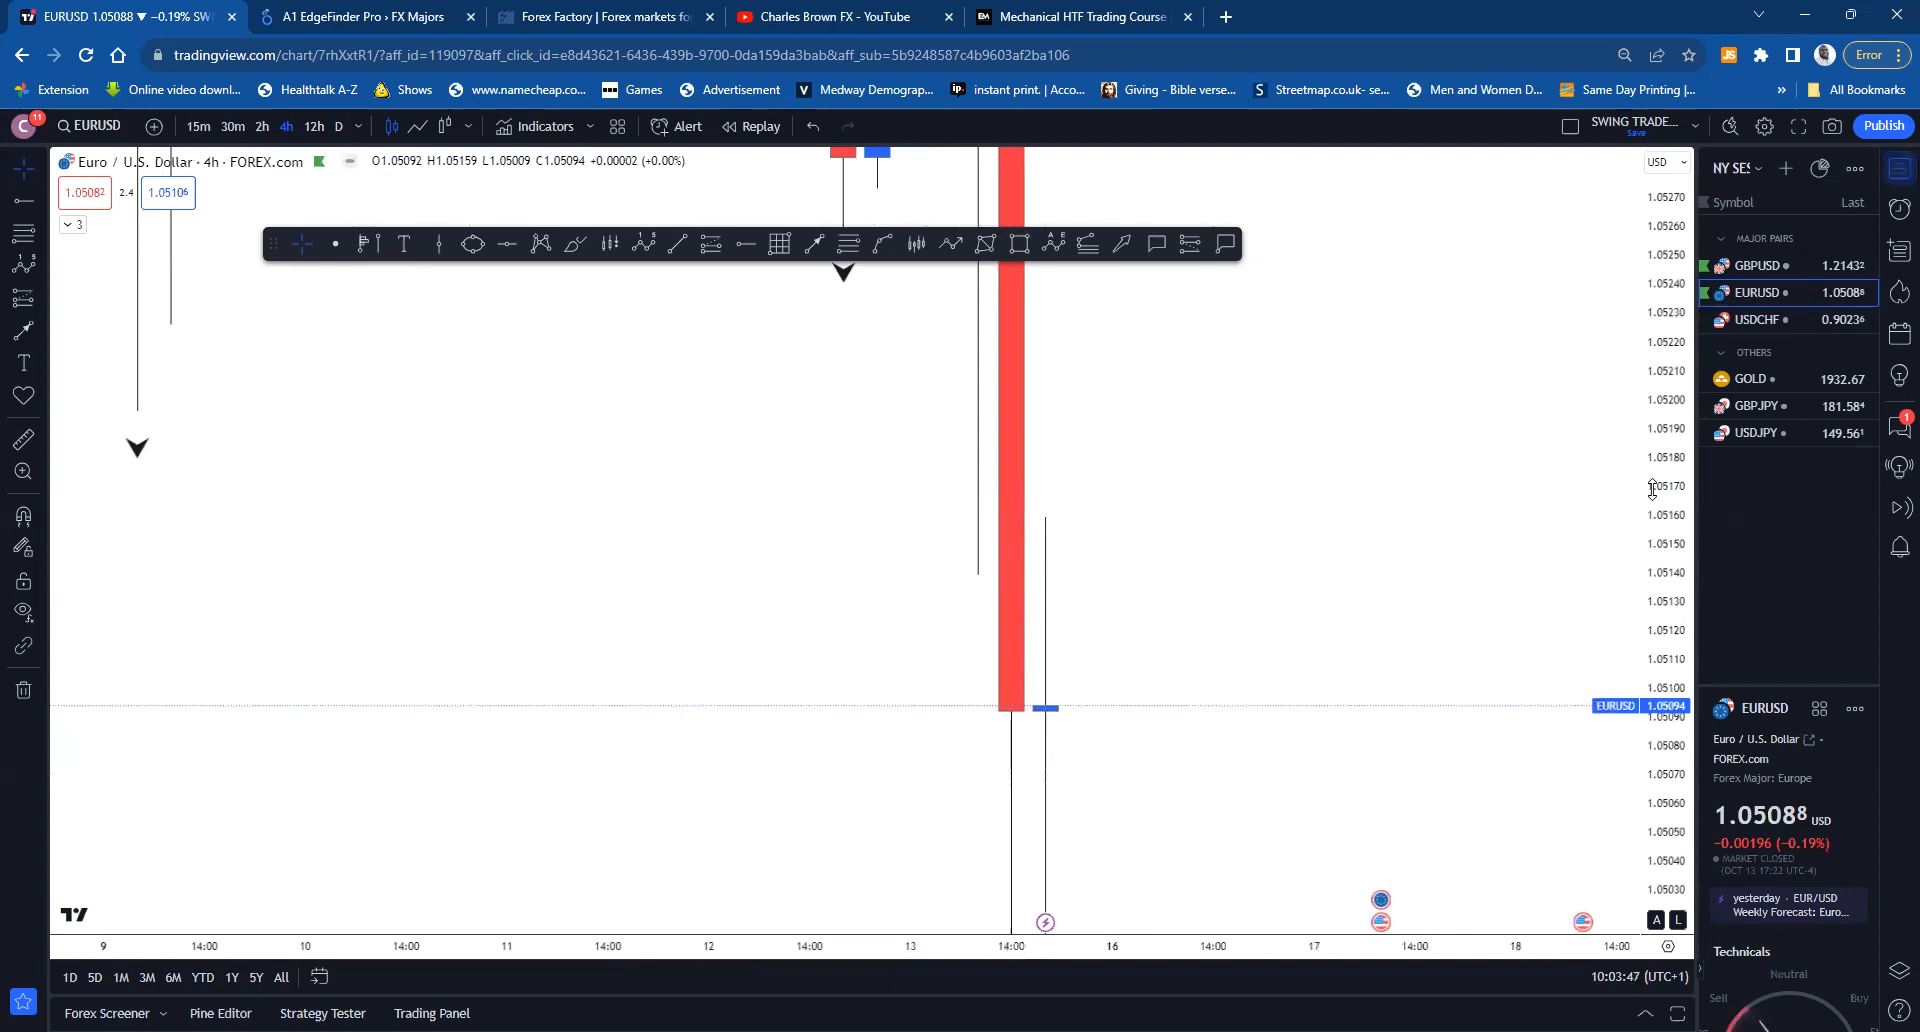 EURUSD 1.05088 ▼ −0.19% SW
A1 EdgeFinder Pro › FX Majors
Forex Factory | Forex markets fo
Charles Brown FX - YouTube
Mechanical HTF Trading Course
tradingview.com/chart/7rhXxtR1/?aff_id=119097&aff_click_id=e8d43621-6436-439b-9700-0da159da3bab&aff_sub=5b9248587c4b9603af2ba106
JS
Error
Extension
Online video downl...
Healthtalk A-Z
Shows
www.namecheap.co...
Games
Advertisement
Medway Demograp...
instant print. | Acco...
Giving - Bible verse...
Streetmap.co.uk- se...
Men and Women D...
Same Day Printing |...
»
All Bookmarks
C 11
EURUSD
15m 30m 2h 4h 12h D
Indicators
Alert
Replay
SWING TRADE...
Save
Publish
Euro / U.S. Dollar · 4h · FOREX.com
O1.05092 H1.05159 L1.05009 C1.05094 +0.00002 (+0.00%)
1.05082 2.4 1.05106
3
USD
1.05270
1.05260
1.05250
1.05240
1.05230
1.05220
1.05210
1.05200
1.05190
1.05180
1.05170
1.05160
1.05150
1.05140
1.05130
1.05120
1.05110
1.05100
EURUSD 1.05094
1.05090
1.05080
1.05070
1.05060
1.05050
1.05040
1.05030
A L
9 14:00 10 14:00 11 14:00 12 14:00 13 14:00 16 14:00 17 14:00 18 14:00
1D 5D 1M 3M 6M YTD 1Y 5Y All
10:03:47 (UTC+1)
Forex Screener
Pine Editor
Strategy Tester
Trading Panel
NY SES
Symbol Last
MAJOR PAIRS
GBPUSD 1.21432
EURUSD 1.05088
USDCHF 0.90236
OTHERS
GOLD 1932.67
GBPJPY 181.584
USDJPY 149.561
1
EURUSD
Euro / U.S. Dollar
FOREX.com
Forex Major: Europe
1.05088 USD
−0.00196 (−0.19%)
MARKET CLOSED
(OCT 13 17:22 UTC-4)
yesterday · EUR/USD
Weekly Forecast: Euro...
Technicals
Neutral
Sell Buy